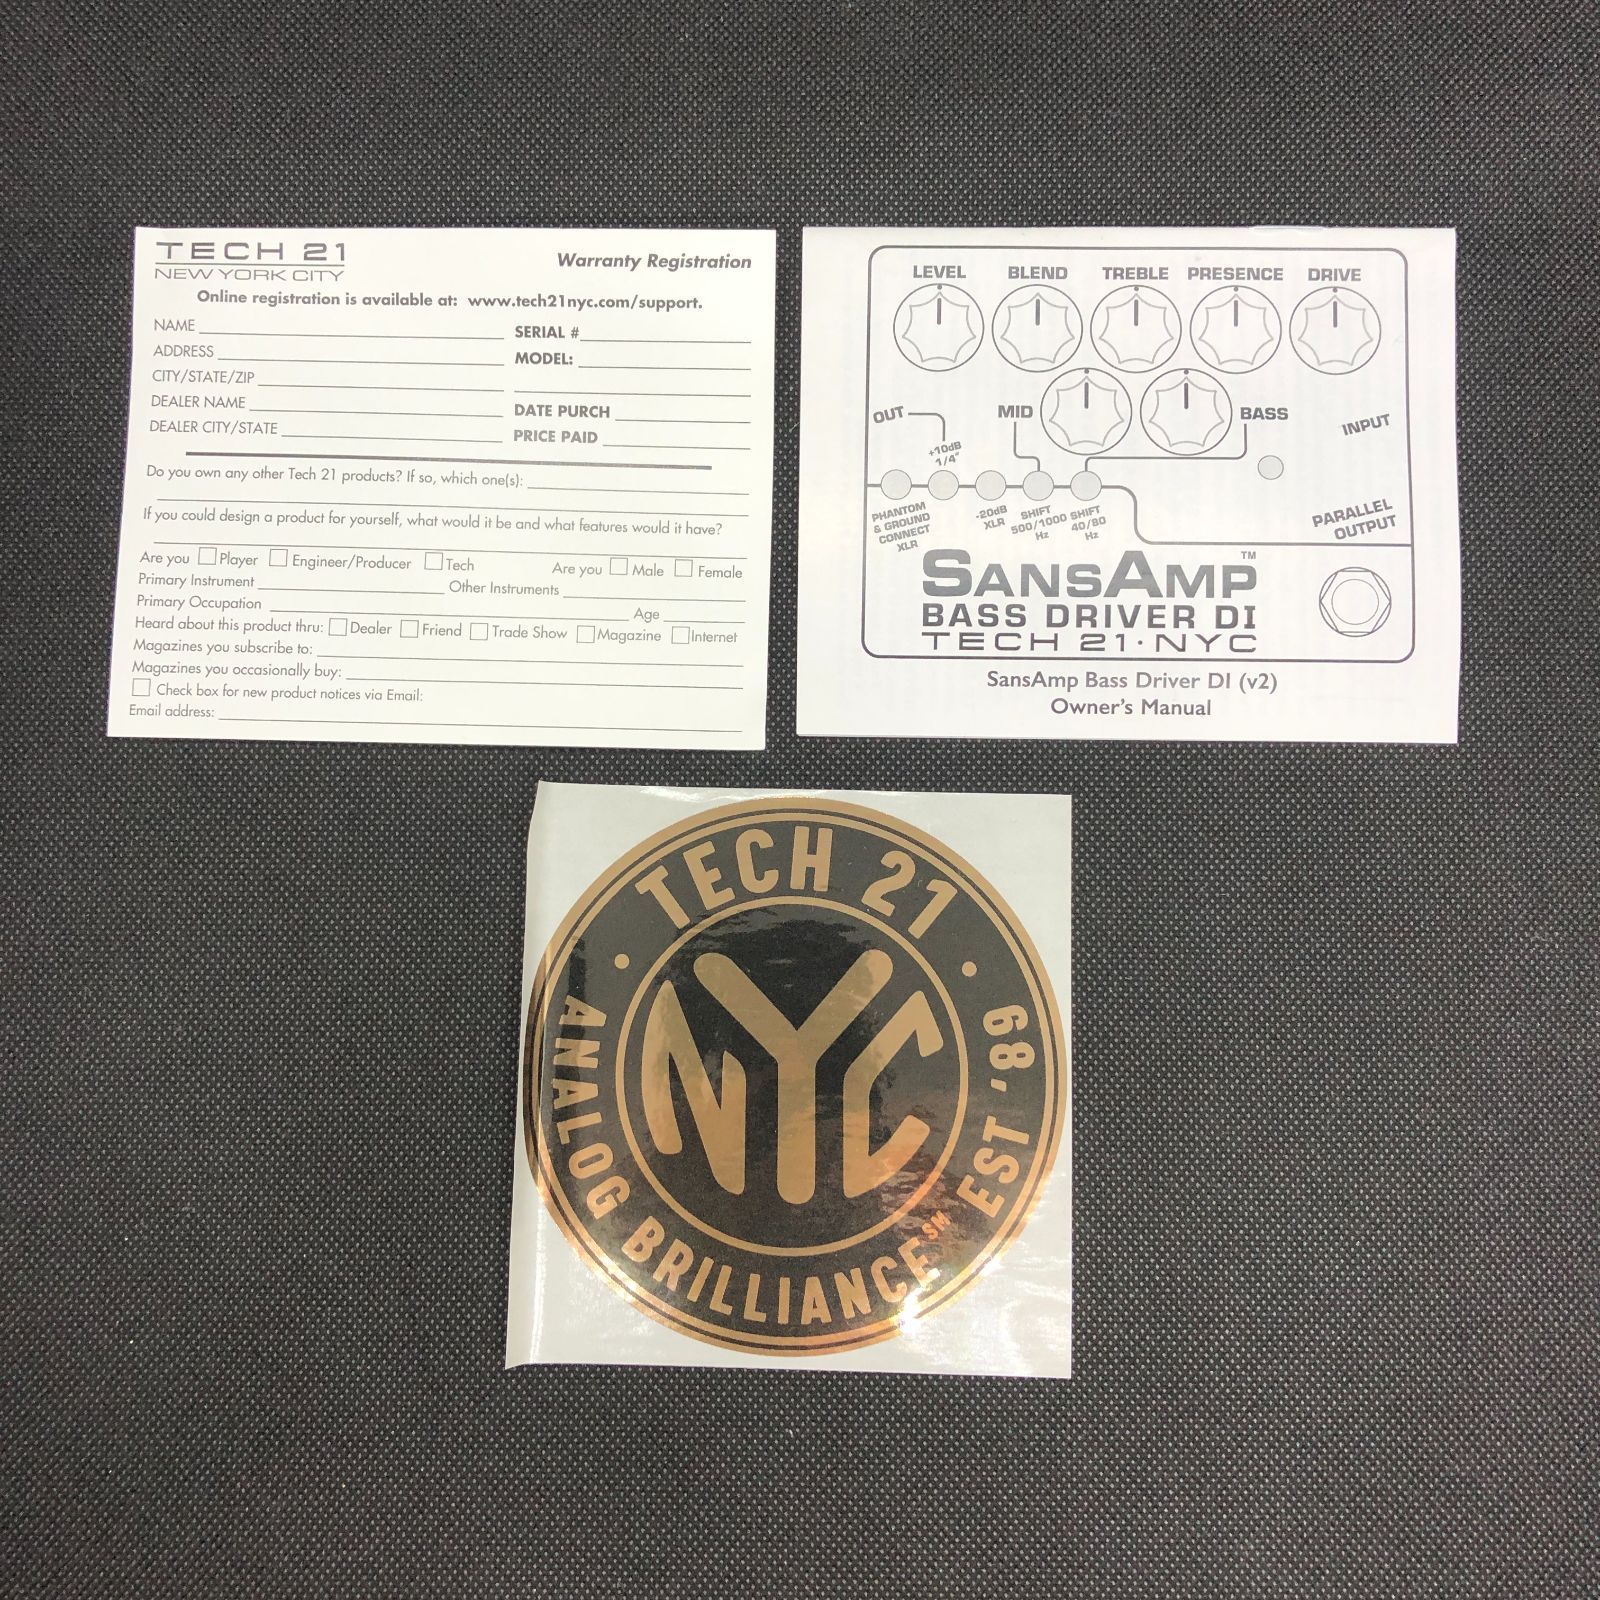 TECH 21
NEW YORK CITY
Warranty Registration
Online registration is available at: www.tech21nyc.com/support.
NAME
SERIAL #
ADDRESS
MODEL:
CITY/STATE/ZIP
DEALER NAME
DATE PURCH
DEALER CITY/STATE
PRICE PAID
Do you own any other Tech 21 products? If so, which one(s):
If you could design a product for yourself, what would it be and what features would it have?
Are you Player Engineer/Producer Tech Are you Male Female
Primary Instrument Other Instruments
Primary Occupation Age
Heard about this product thru: Dealer Friend Trade Show Magazine Internet
Magazines you subscribe to:
Magazines you occasionally buy:
Check box for new product notices via Email:
Email address:
LEVEL BLEND TREBLE PRESENCE DRIVE
OUT MID BASS INPUT
+10dB
1/4"
PHANTOM
& GROUND
CONNECT
XLR
-20dB
XLR
SHIFT
500/1000
Hz
SHIFT
40/80
Hz
PARALLEL
OUTPUT
SANSAMP™
BASS DRIVER DI
TECH 21·NYC
SansAmp Bass Driver DI (v2)
Owner's Manual
TECH 21
NYC
ANALOG BRILLIANCE℠
EST '89